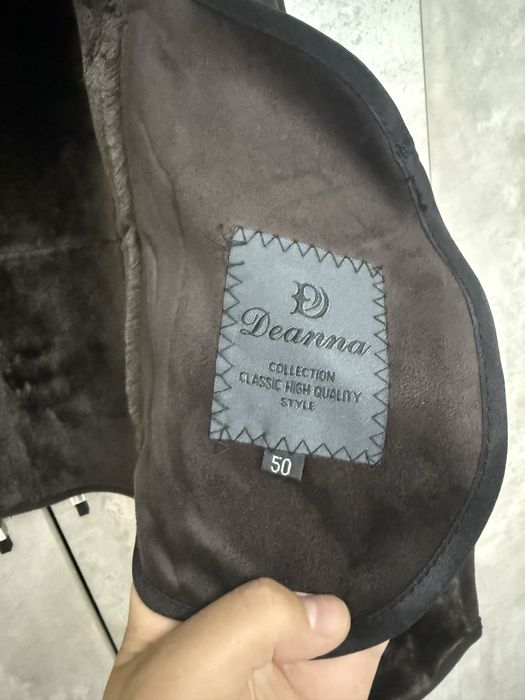 Deanna
COLLECTION
CLASSIC HIGH QUALITY
STYLE
50